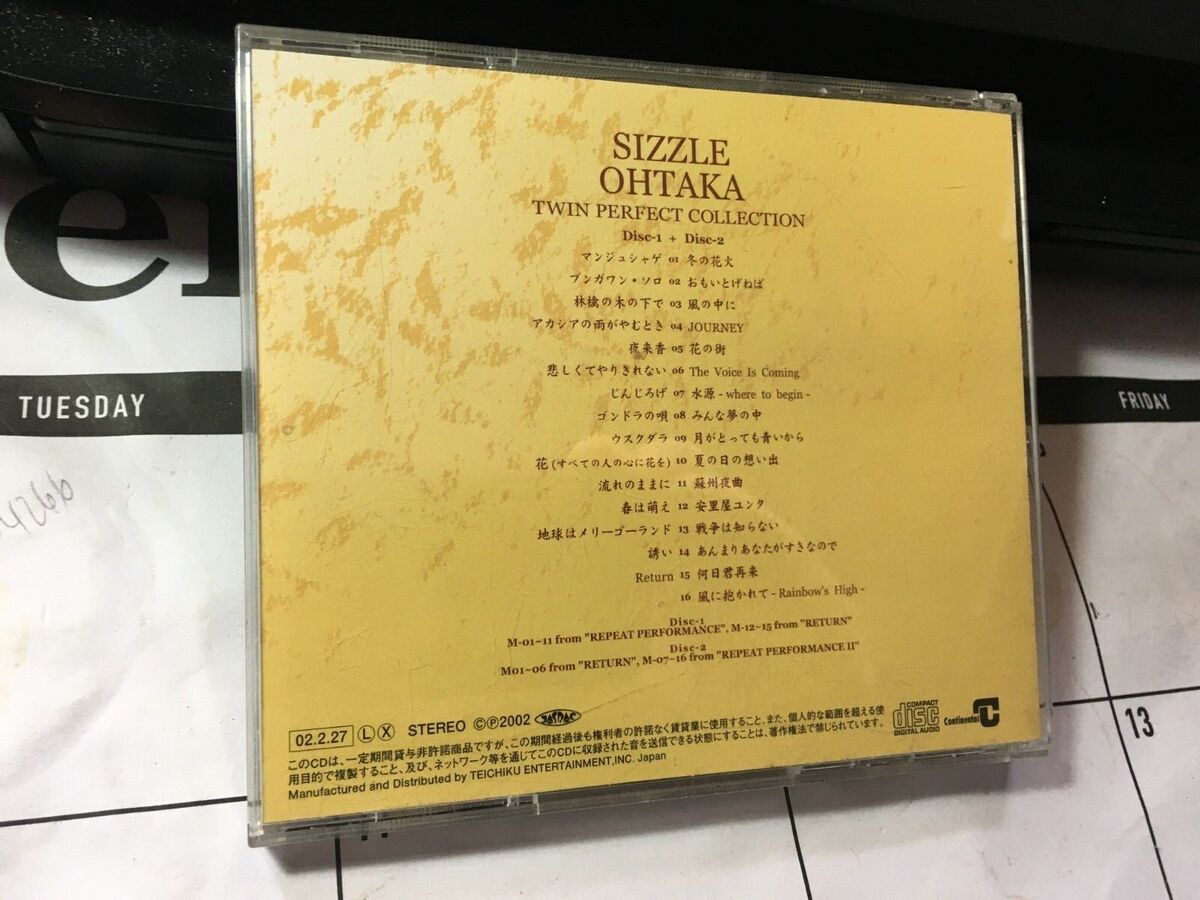 SIZZLE
OHTAKA
TWIN PERFECT COLLECTION
Disc-1 + Disc-2
マンジュシャゲ 01 冬の花火
ブンガワン・ソロ 02 おもいとげねば
林檎の木の下で 03 風の中に
アカシアの雨がやむとき 04 JOURNEY
夜来香 05 花の街
悲しくてやりきれない 06 The Voice Is Coming
じんじろげ 07 水源 - where to begin -
ゴンドラの唄 08 みんな夢の中
ウスクダラ 09 月がとっても青いから
花 (すべての人の心に花を) 10 夏の日の想い出
流れのままに 11 蘇州夜曲
春は萌え 12 安里屋ユンタ
地球はメリーゴーランド 13 戦争は知らない
誘い 14 あんまりあなたがすきなので
Return 15 何日君再来
16 風に抱かれて - Rainbow's High -
Disc-1
M-01~11 from "REPEAT PERFORMANCE", M-12~15 from "RETURN"
Disc-2
M01~06 from "RETURN", M-07~16 from "REPEAT PERFORMANCE II"
02.2.27 L X STEREO ©℗2002 JASRAC
COMPACT disc DIGITAL AUDIO Continental
このCDは、一定期間貸与非許諾商品ですが、この期間経過後も権利者の許諾なく賃貸業に使用すること、また、個人的な範囲を超える使
用目的で複製すること、及び、ネットワーク等を通じてこのCDに収録された音を送信できる状態にすることは、著作権法で禁じられています。
Manufactured and Distributed by TEICHIKU ENTERTAINMENT,INC. Japan
TUESDAY
FRIDAY
13